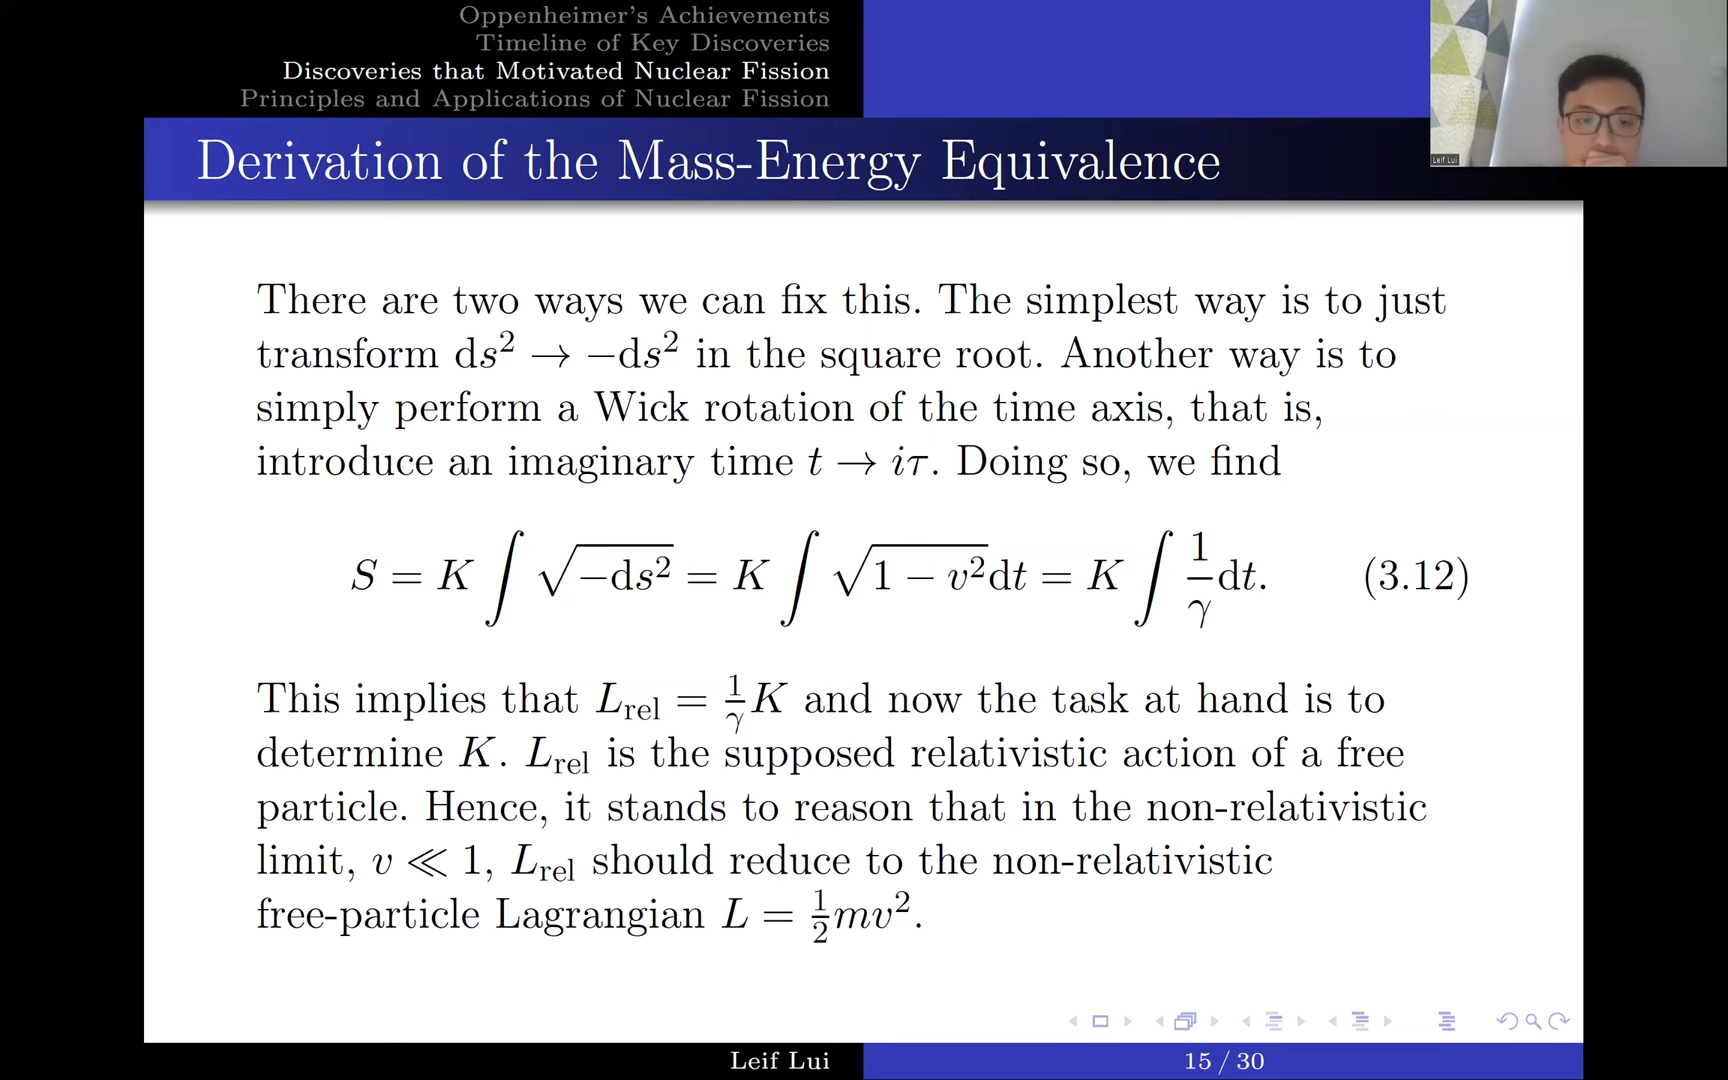 Oppenheimer's Achievements
Timeline of Key Discoveries
Discoveries that Motivated Nuclear Fission
Principles and Applications of Nuclear Fission
Leif Lui
Derivation of the Mass-Energy Equivalence
There are two ways we can fix this. The simplest way is to just
transform ds² → −ds² in the square root. Another way is to
simply perform a Wick rotation of the time axis, that is,
introduce an imaginary time t → iτ. Doing so, we find
S = K ∫ √−ds² = K ∫ √1 − v²dt = K ∫ 1/γ dt. (3.12)
This implies that L_rel = 1/γ K and now the task at hand is to
determine K. L_rel is the supposed relativistic action of a free
particle. Hence, it stands to reason that in the non-relativistic
limit, v ≪ 1, L_rel should reduce to the non-relativistic
free-particle Lagrangian L = ½mv².
Leif Lui
15 / 30